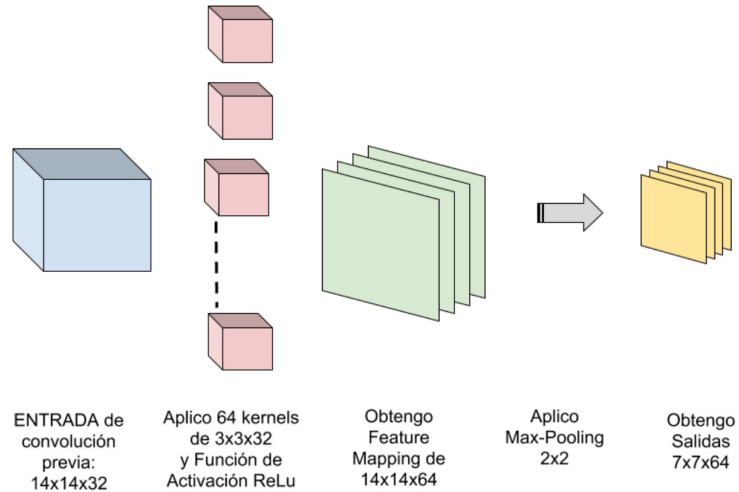 ENTRADA de
convolución
previa:
14x14x32
Aplico 64 kernels
de 3x3x32
y Función de
Activación ReLu
Obtengo
Feature
Mapping de
14x14x64
Aplico
Max-Pooling
2x2
Obtengo
Salidas
7x7x64